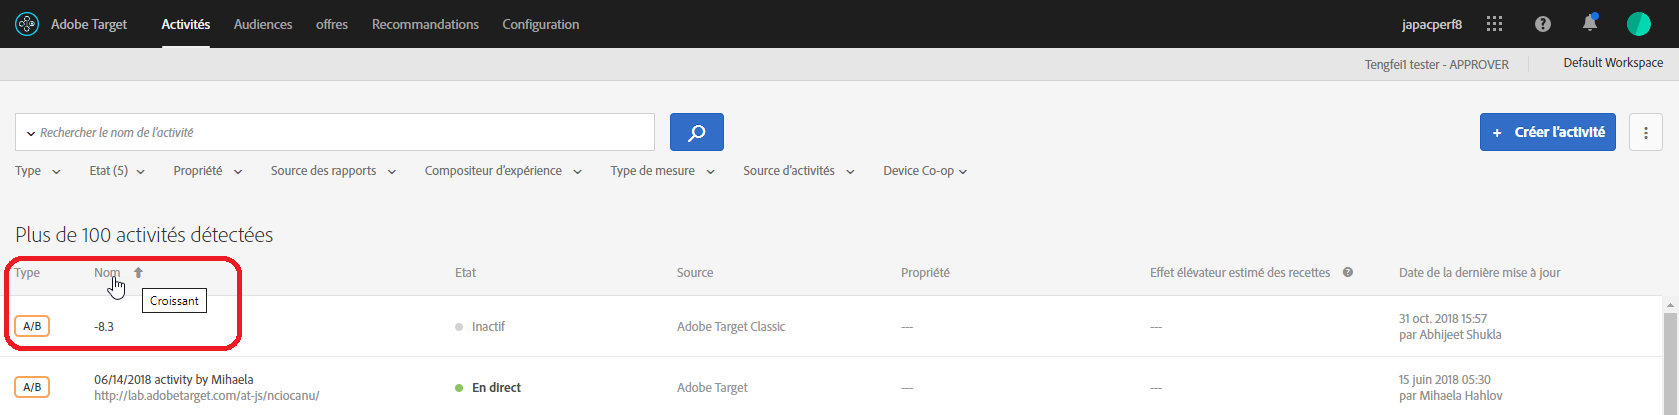 Adobe Target Activités Audiences offres Recommandations Configuration japacperf8
Tengfei1 tester - APPROVER Default Workspace
Rechercher le nom de l'activité + Créer l'activité
Type Etat (5) Propriété Source des rapports Compositeur d'expérience Type de mesure Source d'activités Device Co-op
Plus de 100 activités détectées
Type Nom Etat Source Propriété Effet élévateur estimé des recettes Date de la dernière mise à jour
Croissant
A/B -8.3 Inactif Adobe Target Classic --- --- 31 oct. 2018 15:57
par Abhijeet Shukla
A/B 06/14/2018 activity by Mihaela En direct Adobe Target --- --- 15 juin 2018 05:30
http://lab.adobetarget.com/at-js/nciocanu/ par Mihaela Hahlov